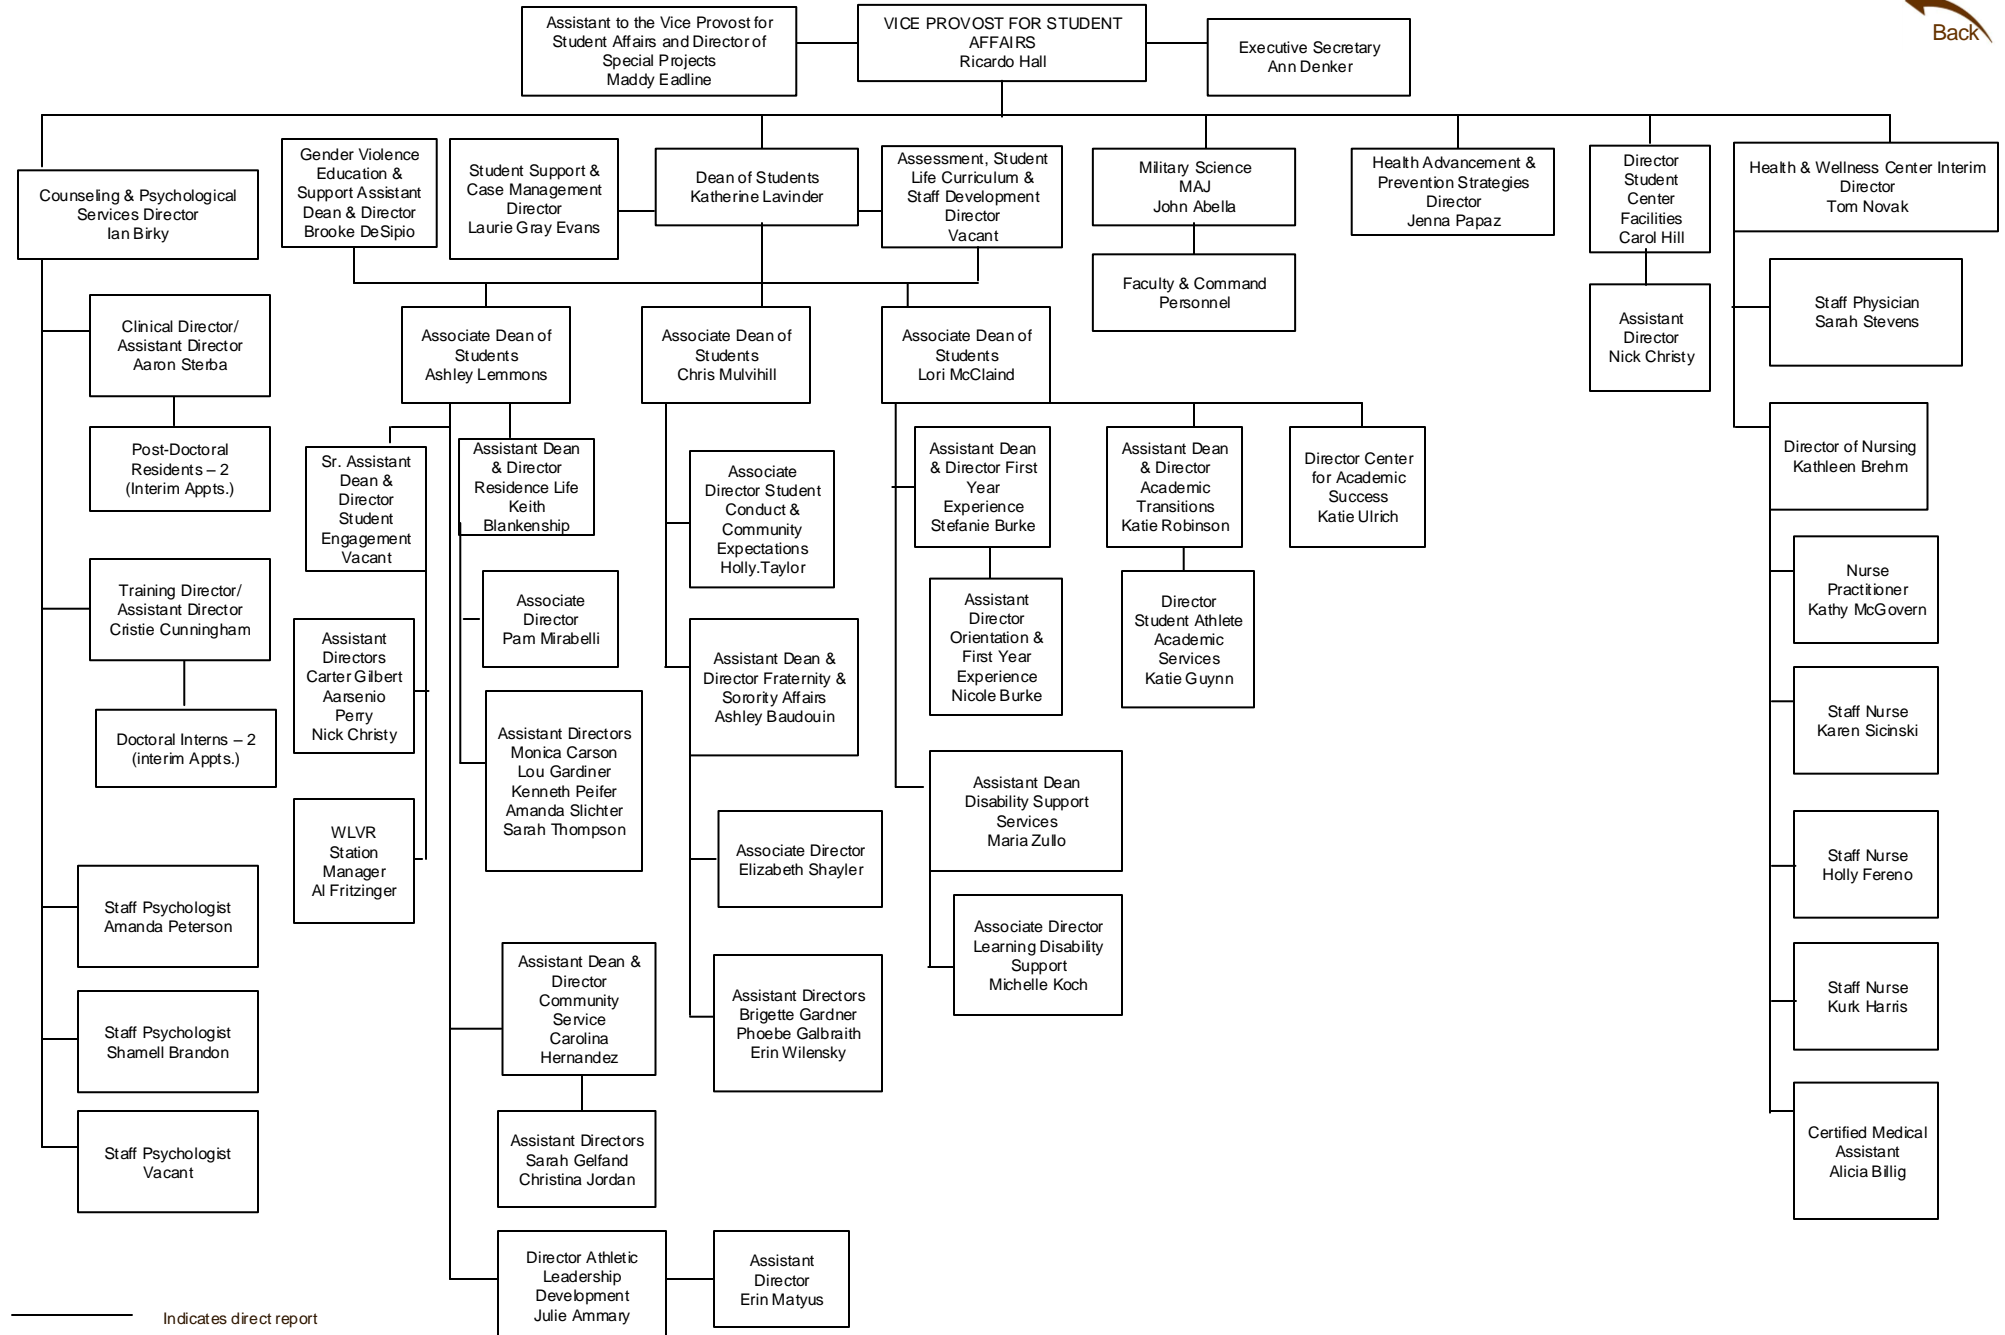 Assistant to the Vice Provost for
Student Affairs and Director of
Special Projects
Maddy Eadline
VICE PROVOST FOR STUDENT
AFFAIRS
Ricardo Hall
Executive Secretary
Ann Denker
Back
Counseling & Psychological
Services Director
Ian Birky
Gender Violence
Education &
Support Assistant
Dean & Director
Brooke DeSipio
Student Support &
Case Management
Director
Laurie Gray Evans
Dean of Students
Katherine Lavinder
Assessment, Student
Life Curriculum &
Staff Development
Director
Vacant
Military Science
MAJ
John Abella
Health Advancement &
Prevention Strategies
Director
Jenna Papaz
Director
Student
Center
Facilities
Carol Hill
Health & Wellness Center Interim
Director
Tom Novak
Faculty & Command
Personnel
Assistant
Director
Nick Christy
Staff Physician
Sarah Stevens
Clinical Director/
Assistant Director
Aaron Sterba
Associate Dean of
Students
Ashley Lemmons
Associate Dean of
Students
Chris Mulvihill
Associate Dean of
Students
Lori McClaind
Post-Doctoral
Residents – 2
(Interim Appts.)
Sr. Assistant
Dean &
Director
Student
Engagement
Vacant
Assistant Dean
& Director
Residence Life
Keith
Blankenship
Associate
Director Student
Conduct &
Community
Expectations
Holly.Taylor
Assistant Dean
& Director First
Year
Experience
Stefanie Burke
Assistant Dean
& Director
Academic
Transitions
Katie Robinson
Director Center
for Academic
Success
Katie Ulrich
Director of Nursing
Kathleen Brehm
Training Director/
Assistant Director
Cristie Cunningham
Assistant
Directors
Carter Gilbert
Aarsenio
Perry
Nick Christy
Associate
Director
Pam Mirabelli
Assistant Dean &
Director Fraternity &
Sorority Affairs
Ashley Baudouin
Assistant
Director
Orientation &
First Year
Experience
Nicole Burke
Director
Student Athlete
Academic
Services
Katie Guynn
Nurse
Practitioner
Kathy McGovern
Doctoral Interns – 2
(interim Appts.)
Assistant Directors
Monica Carson
Lou Gardiner
Kenneth Peifer
Amanda Slichter
Sarah Thompson
Staff Nurse
Karen Sicinski
WLVR
Station
Manager
Al Fritzinger
Associate Director
Elizabeth Shayler
Assistant Dean
Disability Support
Services
Maria Zullo
Staff Nurse
Holly Fereno
Staff Psychologist
Amanda Peterson
Assistant Dean &
Director
Community
Service
Carolina
Hernandez
Assistant Directors
Brigette Gardner
Phoebe Galbraith
Erin Wilensky
Associate Director
Learning Disability
Support
Michelle Koch
Staff Nurse
Kurk Harris
Staff Psychologist
Shamell Brandon
Assistant Directors
Sarah Gelfand
Christina Jordan
Certified Medical
Assistant
Alicia Billig
Staff Psychologist
Vacant
Director Athletic
Leadership
Development
Julie Ammary
Assistant
Director
Erin Matyus
Indicates direct report